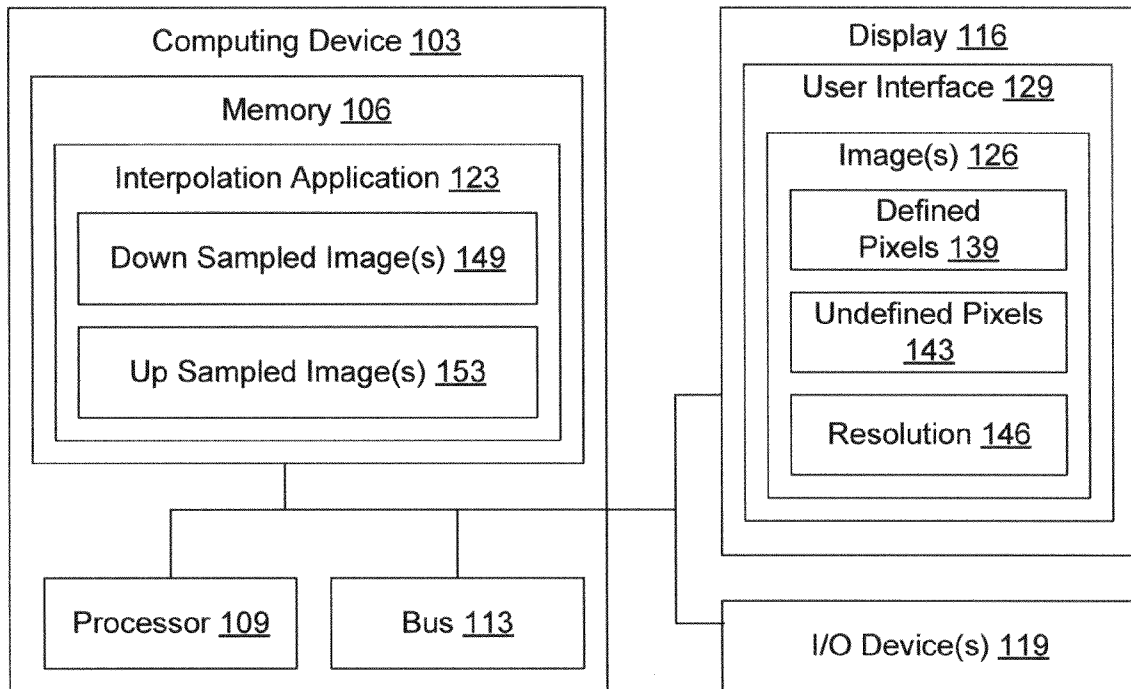 Computing Device 103
Memory 106
Interpolation Application 123
Down Sampled Image(s) 149
Up Sampled Image(s) 153
Processor 109
Bus 113
Display 116
User Interface 129
Image(s) 126
Defined
Pixels 139
Undefined Pixels
143
Resolution 146
I/O Device(s) 119